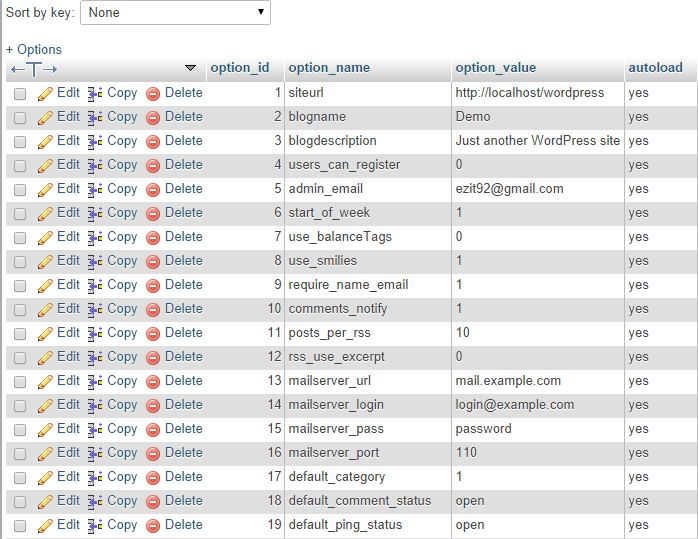 Sort by key: None
+ Options
option_id option_name option_value autoload
Edit Copy Delete 1 siteurl http://localhost/wordpress yes
Edit Copy Delete 2 blogname Demo yes
Edit Copy Delete 3 blogdescription Just another WordPress site yes
Edit Copy Delete 4 users_can_register 0 yes
Edit Copy Delete 5 admin_email ezit92@gmail.com yes
Edit Copy Delete 6 start_of_week 1 yes
Edit Copy Delete 7 use_balanceTags 0 yes
Edit Copy Delete 8 use_smilies 1 yes
Edit Copy Delete 9 require_name_email 1 yes
Edit Copy Delete 10 comments_notify 1 yes
Edit Copy Delete 11 posts_per_rss 10 yes
Edit Copy Delete 12 rss_use_excerpt 0 yes
Edit Copy Delete 13 mailserver_url mail.example.com yes
Edit Copy Delete 14 mailserver_login login@example.com yes
Edit Copy Delete 15 mailserver_pass password yes
Edit Copy Delete 16 mailserver_port 110 yes
Edit Copy Delete 17 default_category 1 yes
Edit Copy Delete 18 default_comment_status open yes
Edit Copy Delete 19 default_ping_status open yes